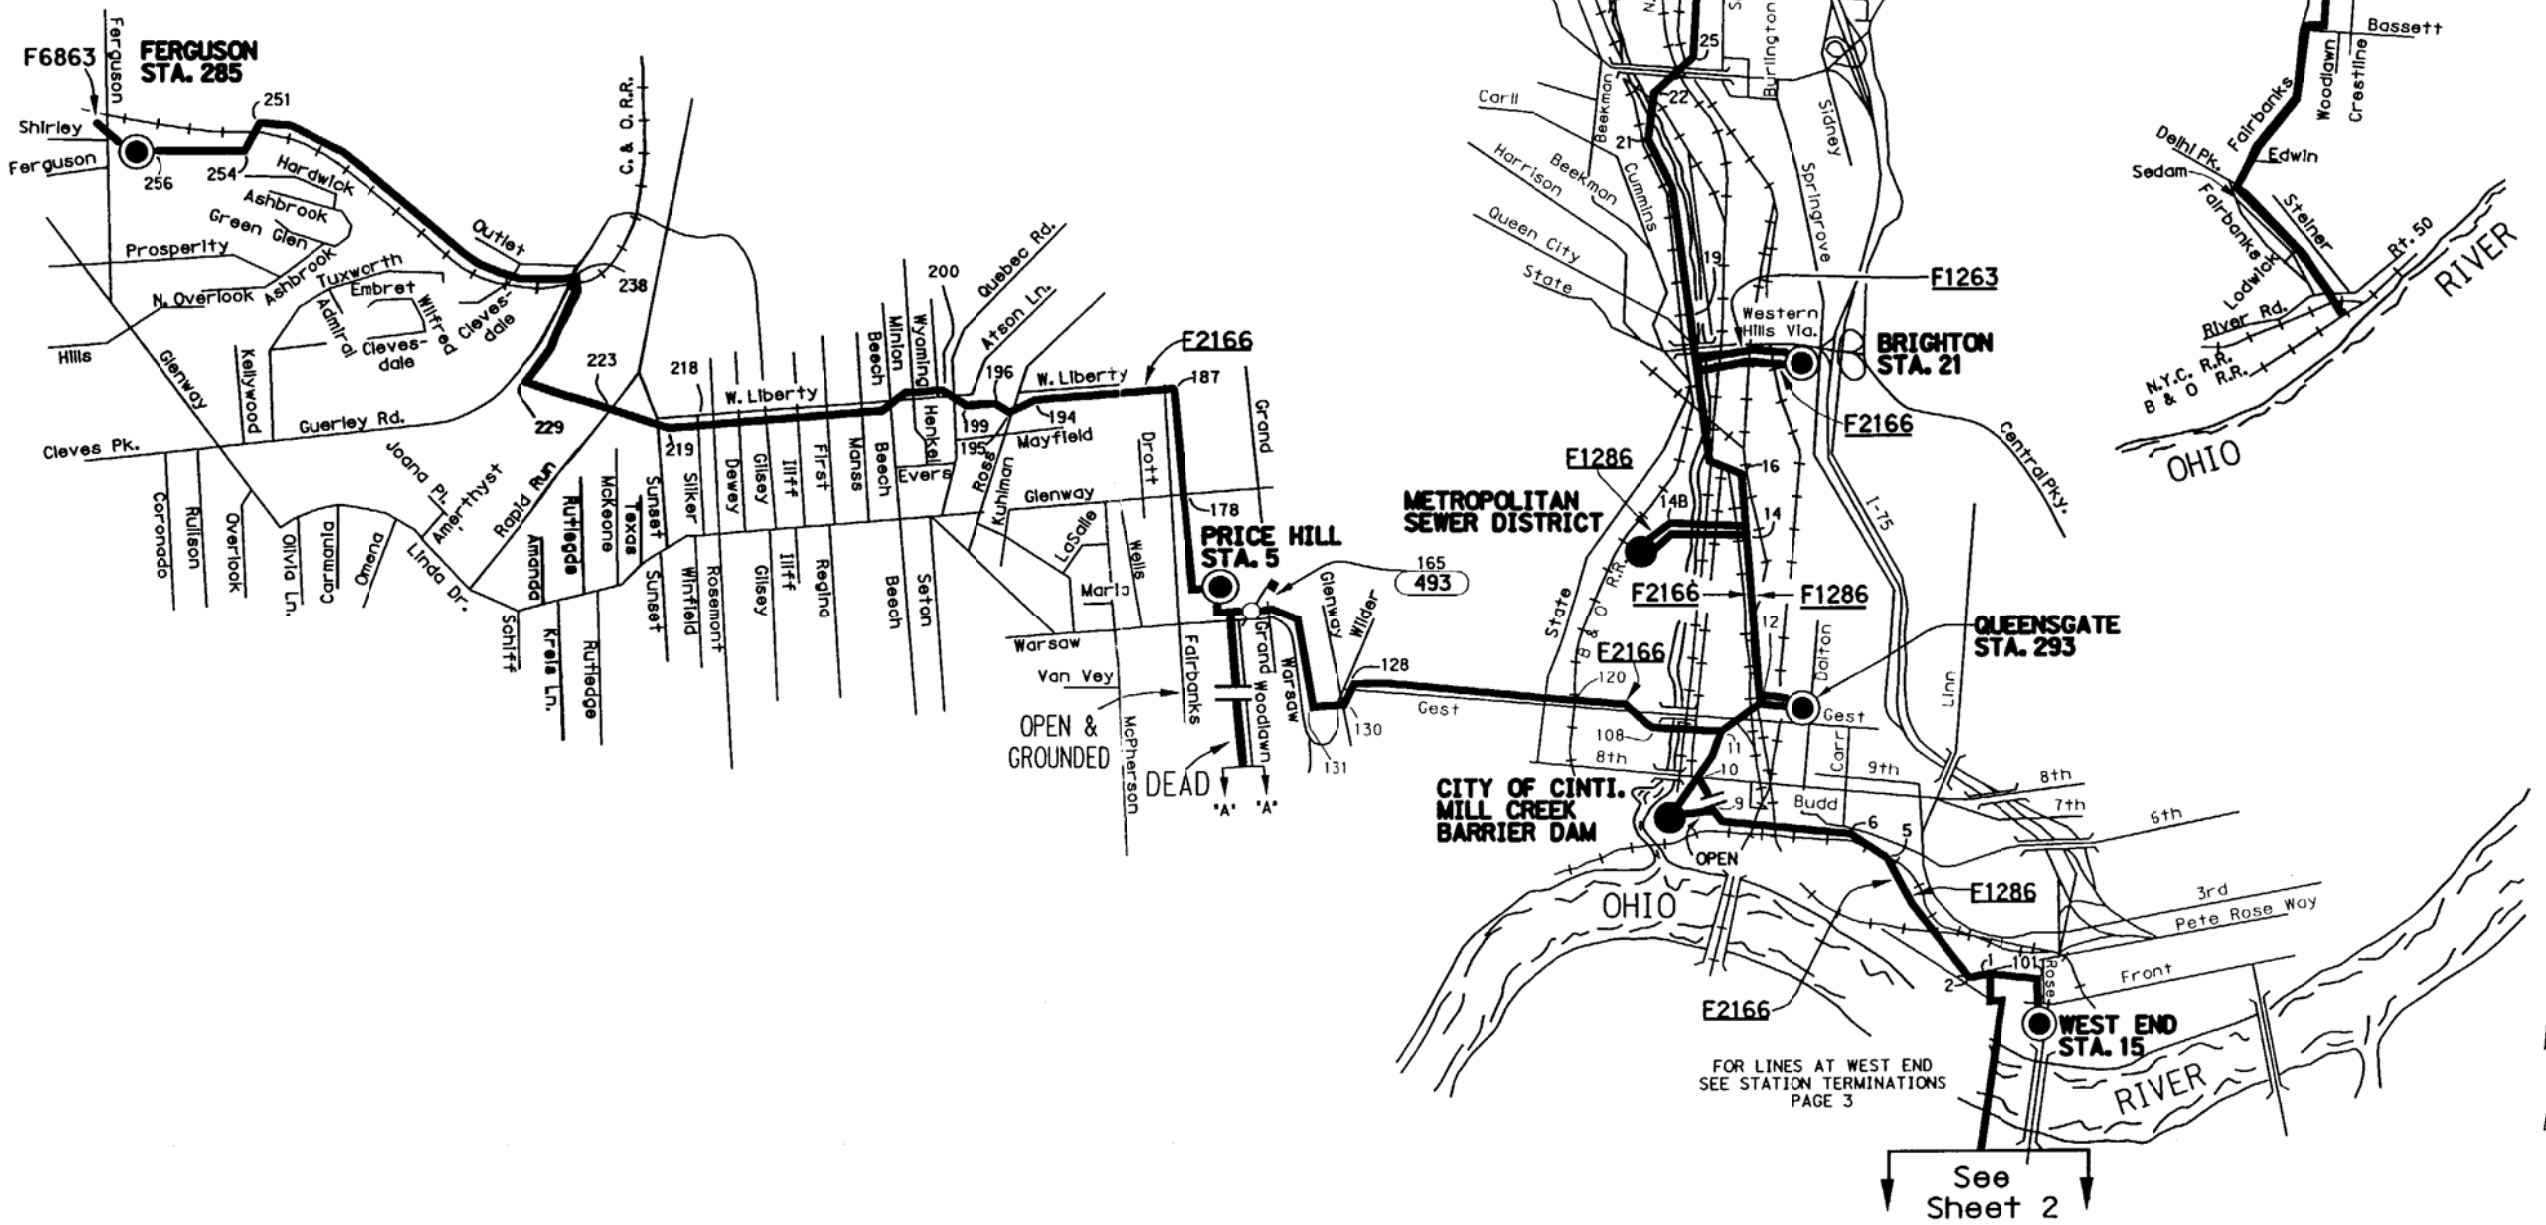 Ferguson
F6863
FERGUSON
STA. 285
Shirley
Ferguson
251
256
254
Hardwick
Ashbrook
Green Glen
Prosperity
N. Overlook
Ashbrook
Tuxworth
Embret
Admiral
Wilfred
Cleves-
dale
Cleves-
dale
Outlet
C. & O. R.R.
238
Hills
Glenway
Kellywood
Guerley Rd.
Cleves Pk.
229
223
218
219
W. Liberty
Beech
Minion
Wyoming
Henkel
200
Quebec Rd.
Atson Ln.
196
199
195
194
W. Liberty
F2166
187
Grand
Mayfield
Drott
Evers
Ross
Kuhlman
Glenway
178
Joana Pl.
Amerthyst
Rapid Run
Coronado
Rulison
Overlook
Olivia Ln.
Carmania
Omena
Linda Dr.
Schiff
Amanda
Kreis Ln.
Rutledge
Rutledge
McKeone
Texas
Sunset
Sunset
Silker
Winfield
Rosemont
Dewey
Gilsey
Gilsey
Iliff
Iliff
First
Regina
Manss
Beech
Beech
Seton
LaSalle
Wells
Warsaw
Van Vey
McPherson
Fairbanks
PRICE HILL
STA. 5
165
493
Grand
Woodlawn
Warsaw
Glenway
Wilder
OPEN &
GROUNDED
DEAD
"A"
"A"
128
130
131
Gest
120
F2166
108
8th
State
B & O R.R.
25
Burlington
Beekman
Carll
22
21
Sidney
Harrison
Beekman
Cummins
Springrove
Queen City
State
19
F1263
Western
Hills Via.
BRIGHTON
STA. 21
F2166
Central Pky.
16
F1286
METROPOLITAN
SEWER DISTRICT
14B
14
I-75
F2166
F1286
12
Dalton
QUEENSGATE
STA. 293
Linn
Gest
11
Carr
10
9th
8th
7th
6th
CITY OF CINTI.
MILL CREEK
BARRIER DAM
9
Budd
OPEN
6
5
F1286
OHIO
3rd
Pete Rose Way
F2166
2
1
101
Rose
Front
WEST END
STA. 15
FOR LINES AT WEST END
SEE STATION TERMINATIONS
PAGE 3
RIVER
See
Sheet 2
Bassett
Woodlawn
Crestline
Fairbanks
Delhi Pk.
Edwin
Sedam
Fairbanks
Steiner
Lodwick
Rt. 50
River Rd.
N.Y.C. R.R.
B & O R.R.
OHIO
RIVER